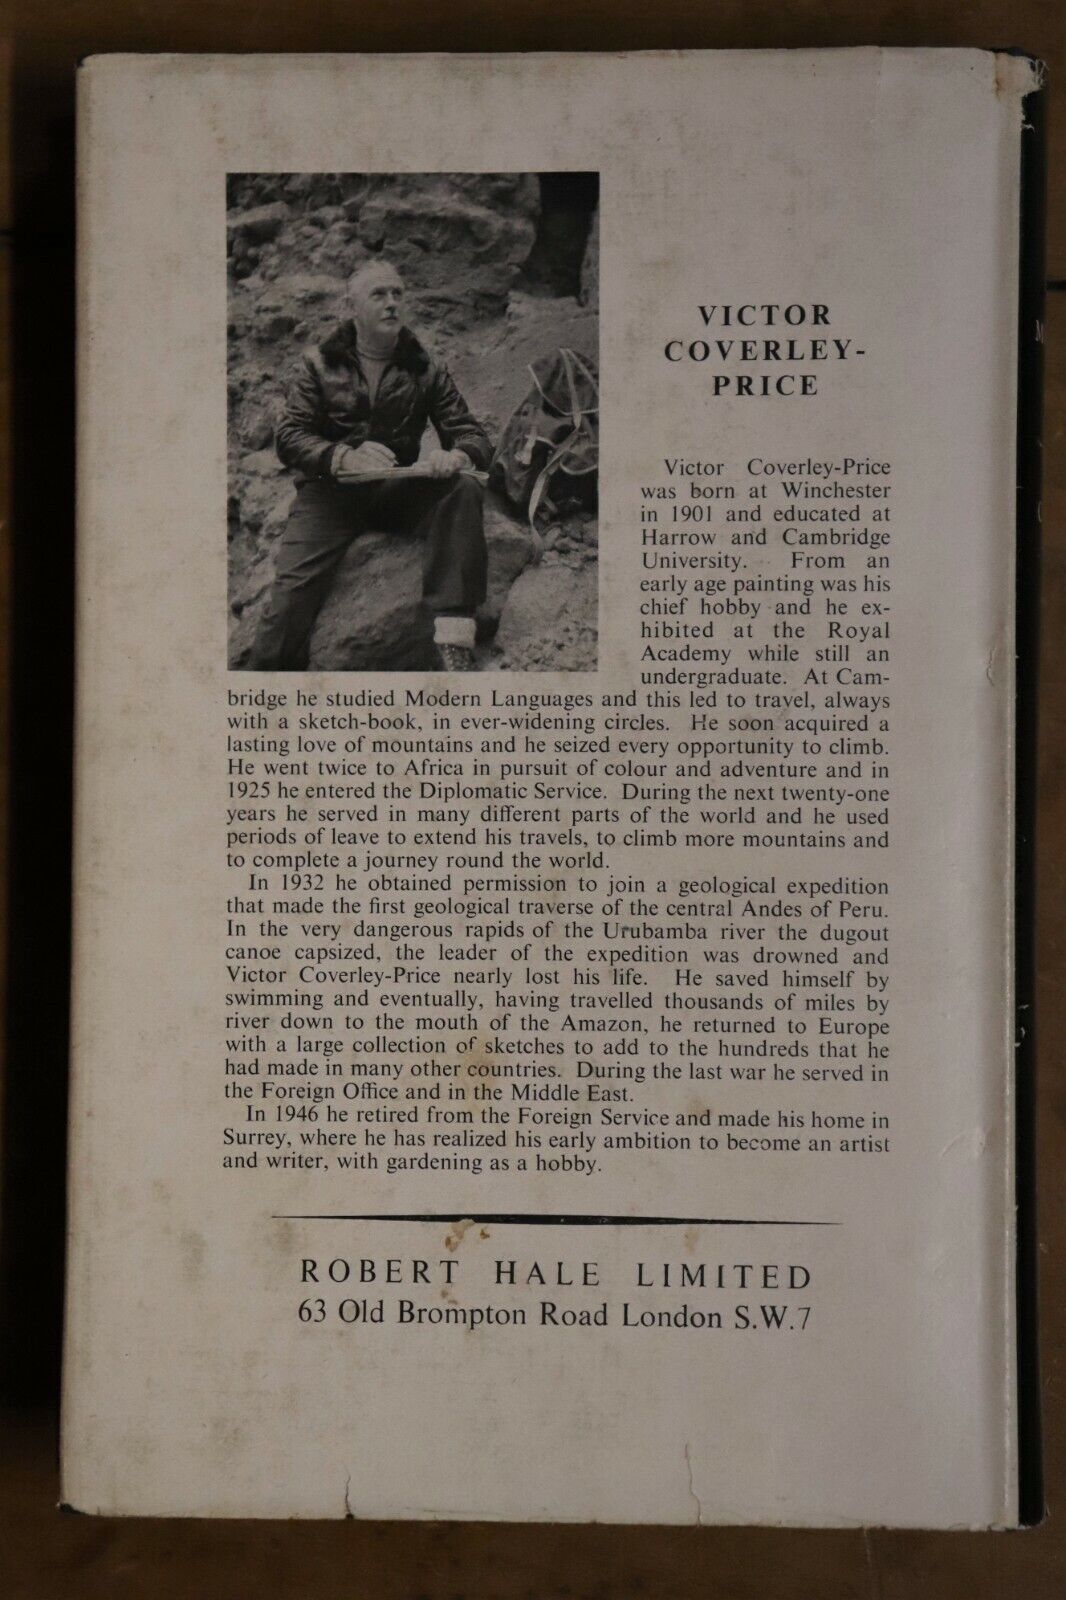 VICTOR
COVERLEY-
PRICE
Victor Coverley-Price
was born at Winchester
in 1901 and educated at
Harrow and Cambridge
University. From an
early age painting was his
chief hobby and he ex-
hibited at the Royal
Academy while still an
undergraduate. At Cam-
bridge he studied Modern Languages and this led to travel, always
with a sketch-book, in ever-widening circles. He soon acquired a
lasting love of mountains and he seized every opportunity to climb.
He went twice to Africa in pursuit of colour and adventure and in
1925 he entered the Diplomatic Service. During the next twenty-one
years he served in many different parts of the world and he used
periods of leave to extend his travels, to climb more mountains and
to complete a journey round the world.
In 1932 he obtained permission to join a geological expedition
that made the first geological traverse of the central Andes of Peru.
In the very dangerous rapids of the Urubamba river the dugout
canoe capsized, the leader of the expedition was drowned and
Victor Coverley-Price nearly lost his life. He saved himself by
swimming and eventually, having travelled thousands of miles by
river down to the mouth of the Amazon, he returned to Europe
with a large collection of sketches to add to the hundreds that he
had made in many other countries. During the last war he served in
the Foreign Office and in the Middle East.
In 1946 he retired from the Foreign Service and made his home in
Surrey, where he has realized his early ambition to become an artist
and writer, with gardening as a hobby.
ROBERT HALE LIMITED
63 Old Brompton Road London S.W.7